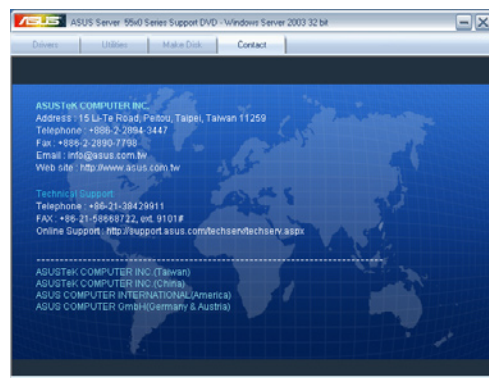 ASUS ASUS Server 55x0 Series Support DVD - Windows Server 2003 32 bit
Drivers Utilities Make Disk Contact
ASUSTeK COMPUTER INC.
Address : 15 Li-Te Road, Peitou, Taipei, Taiwan 11259
Telephone : +886-2-2894-3447
Fax : +886-2-2890-7798
Email : info@asus.com.tw
Web site : http://www.asus.com.tw
Technical Support
Telephone : +86-21-38429911
FAX : +86-21-58668722, ext. 9101#
Online Support : http://support.asus.com/techserv/techserv.aspx
ASUSTeK COMPUTER INC.(Taiwan)
ASUSTeK COMPUTER INC.(China)
ASUS COMPUTER INTERNATIONAL(America)
ASUS COMPUTER GmbH(Germany & Austria)